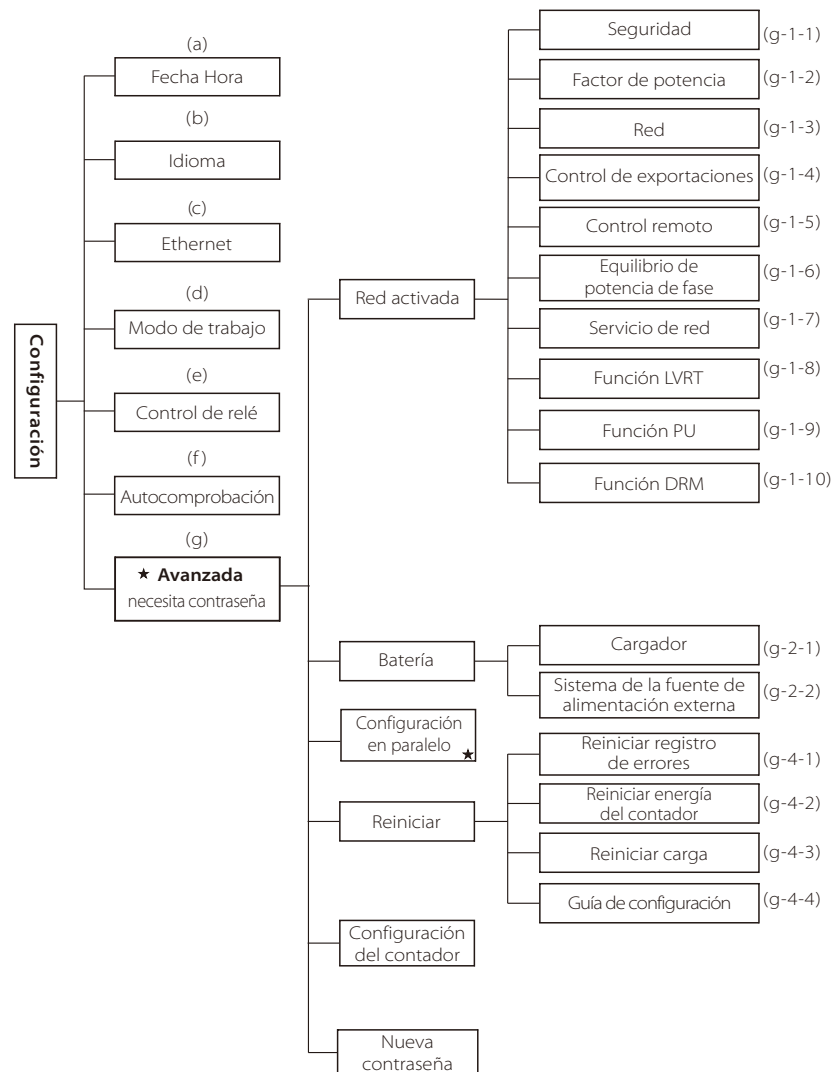 Configuración
(a)
Fecha Hora
(b)
Idioma
(c)
Ethernet
(d)
Modo de trabajo
(e)
Control de relé
(f)
Autocomprobación
(g)
★ Avanzada
necesita contraseña
Red activada
Seguridad (g-1-1)
Factor de potencia (g-1-2)
Red (g-1-3)
Control de exportaciones (g-1-4)
Control remoto (g-1-5)
Equilibrio de
potencia de fase (g-1-6)
Servicio de red (g-1-7)
Función LVRT (g-1-8)
Función PU (g-1-9)
Función DRM (g-1-10)
Batería
Cargador (g-2-1)
Sistema de la fuente de
alimentación externa (g-2-2)
Configuración
en paralelo ★
Reiniciar
Reiniciar registro
de errores (g-4-1)
Reiniciar energía
del contador (g-4-2)
Reiniciar carga (g-4-3)
Guía de configuración (g-4-4)
Configuración
del contador
Nueva
contraseña